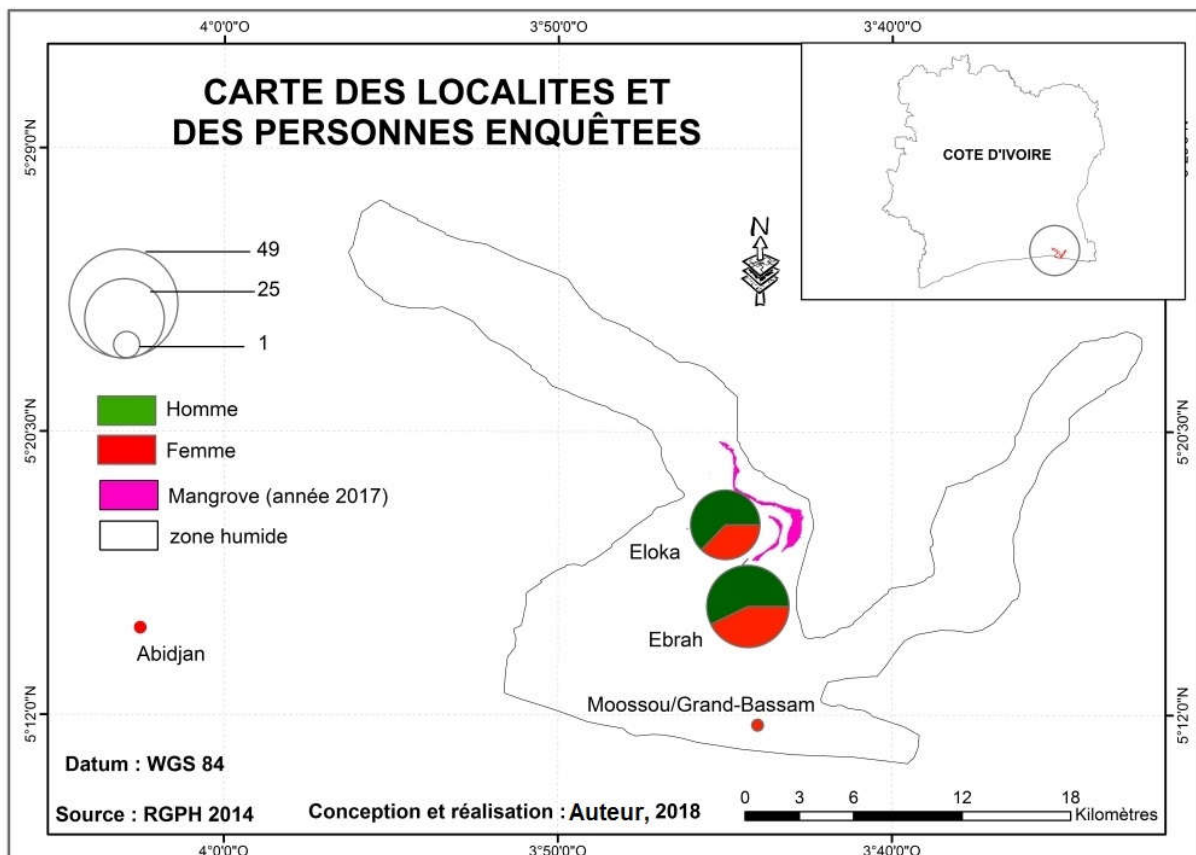 4°0'0"O
3°50'0"O
3°40'0"O
CARTE DES LOCALITES ET
DES PERSONNES ENQUÊTEES
COTE D'IVOIRE
5°29'0"N
N
49
25
1
Homme
Femme
Mangrove (année 2017)
zone humide
5°20'30"N
5°20'30"N
Eloka
Ebrah
Abidjan
Moossou/Grand-Bassam
5°12'0"N
5°12'0"N
Datum : WGS 84
Source : RGPH 2014
Conception et réalisation : Auteur, 2018
0 3 6 12 18
Kilomètres
4°0'0"O
3°50'0"O
3°40'0"O